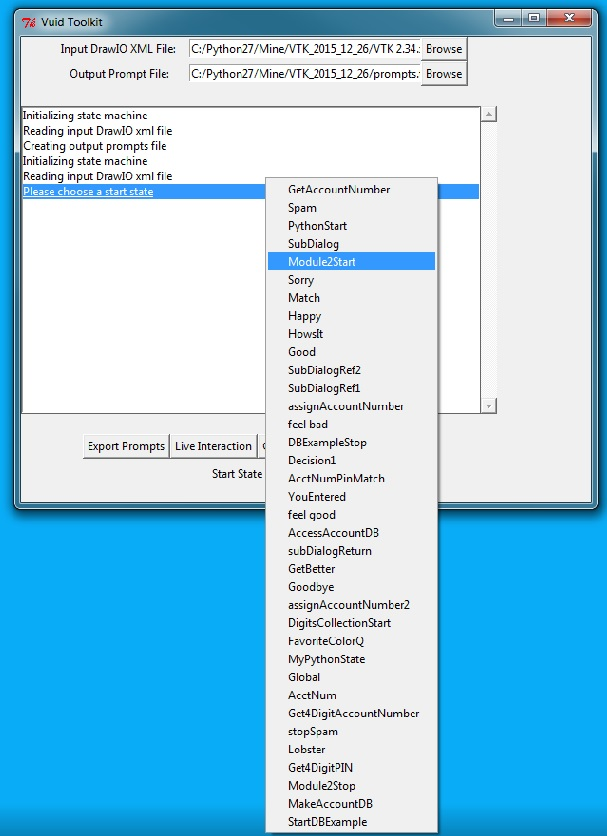 Vuid Toolkit
Input DrawIO XML File: C:/Python27/Mine/VTK_2015_12_26/VTK 2.34. Browse
Output Prompt File: C:/Python27/Mine/VTK_2015_12_26/prompts. Browse
Initializing state machine
Reading input DrawIO xml file
Creating output prompts file
Initializing state machine
Reading input DrawIO xml file
Please choose a start state
GetAccountNumber
Spam
PythonStart
SubDialog
Module2Start
Sorry
Match
Happy
HowsIt
Good
SubDialogRef2
SubDialogRef1
assignAccountNumber
feel bad
DBExampleStop
Decision1
AcctNumPinMatch
YouEntered
feel good
AccessAccountDB
subDialogReturn
GetBetter
Goodbye
assignAccountNumber2
DigitsCollectionStart
FavoriteColorQ
MyPythonState
Global
AcctNum
Get4DigitAccountNumber
stopSpam
Lobster
Get4DigitPIN
Module2Stop
MakeAccountDB
StartDBExample
Export Prompts Live Interaction
Start State